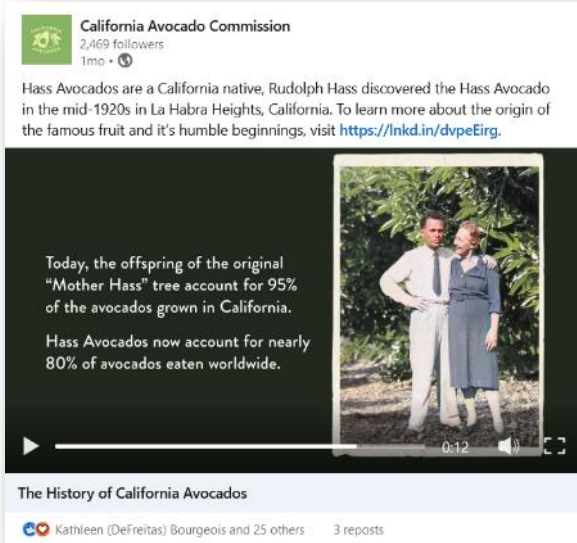 California Avocado Commission
2,469 followers
1mo •
Hass Avocados are a California native, Rudolph Hass discovered the Hass Avocado
in the mid-1920s in La Habra Heights, California. To learn more about the origin of
the famous fruit and it's humble beginnings, visit https://lnkd.in/dvpeEirg.
Today, the offspring of the original
“Mother Hass” tree account for 95%
of the avocados grown in California.
Hass Avocados now account for nearly
80% of avocados eaten worldwide.
0:12
The History of California Avocados
Kathleen (DeFreitas) Bourgeois and 25 others 3 reposts